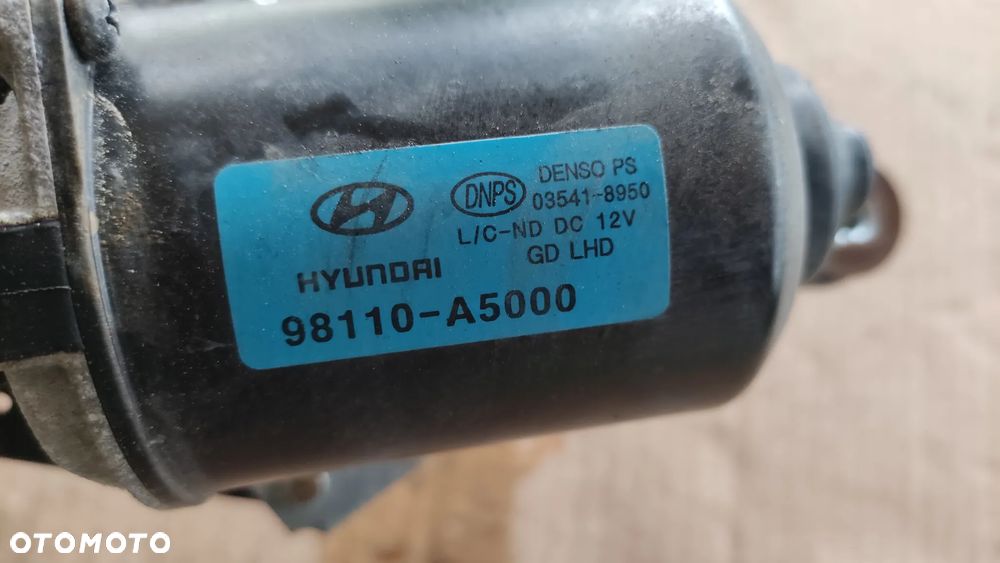 DNPS
DENSO PS
03541-8950
L/C-ND DC 12V
GD LHD
HYUNDAI
98110-A5000
OTOMOTO